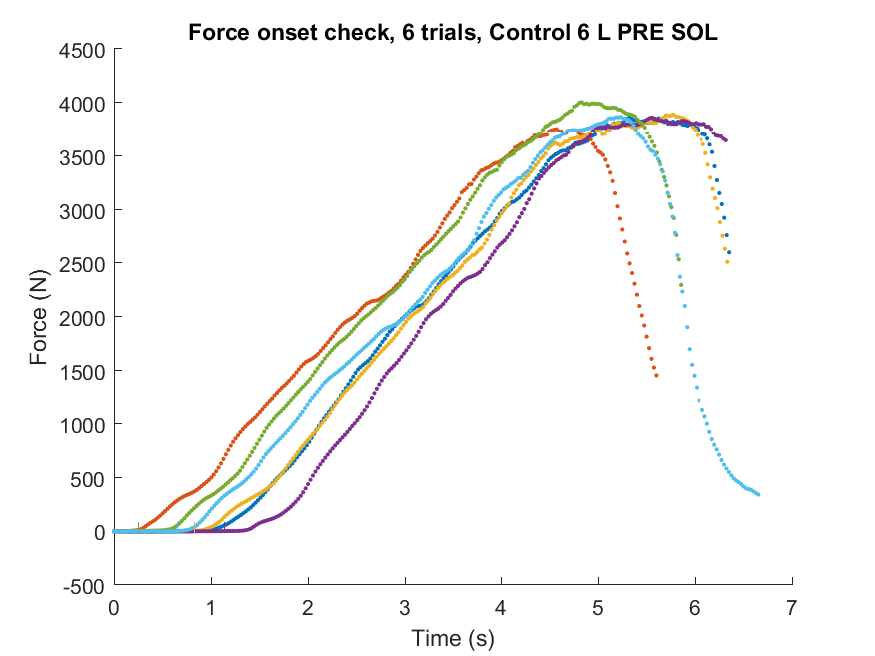 Force onset check, 6 trials, Control 6 L PRE SOL
4500
4000
3500
3000
2500
2000
1500
1000
500
0
-500
Force (N)
0 1 2 3 4 5 6 7
Time (s)